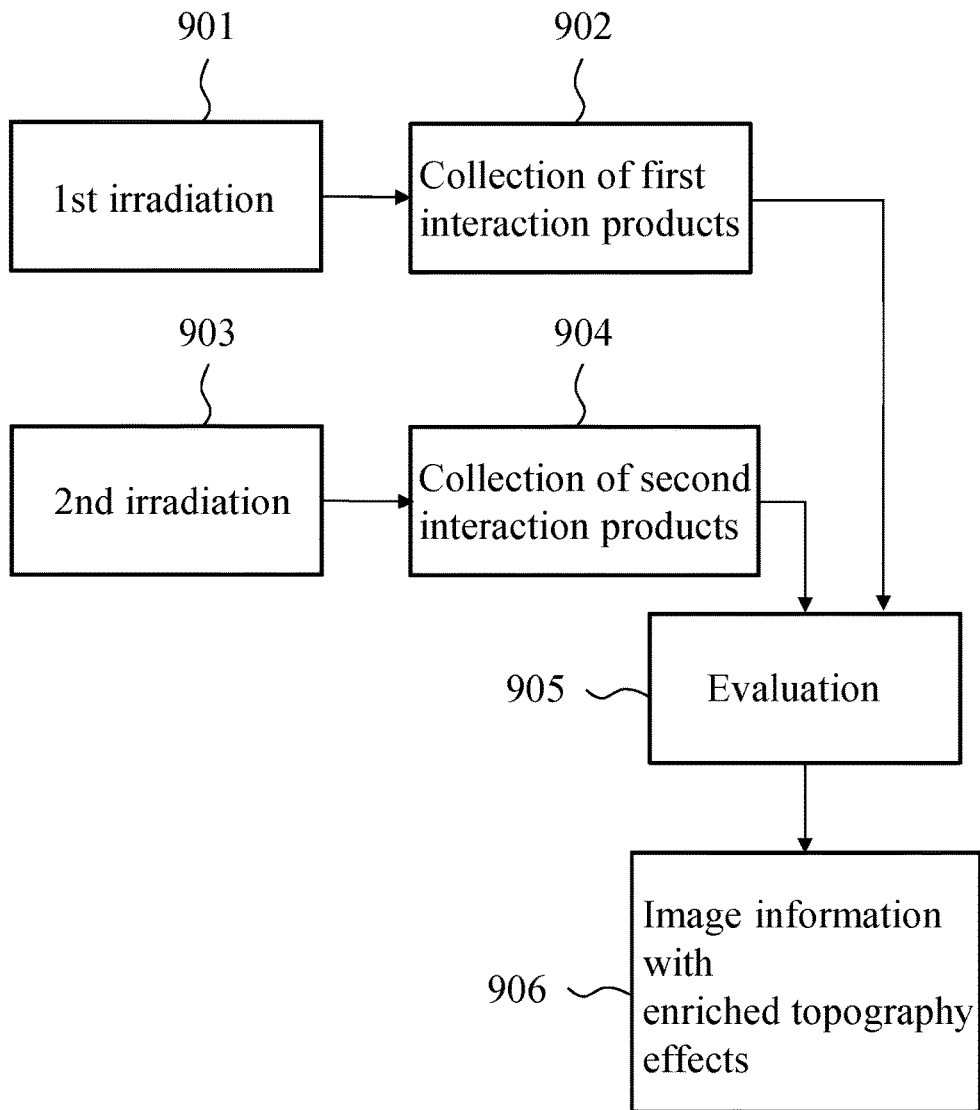 901
902
1st irradiation
Collection of first
interaction products
903
904
2nd irradiation
Collection of second
interaction products
905
Evaluation
906
Image information
with
enriched topography
effects